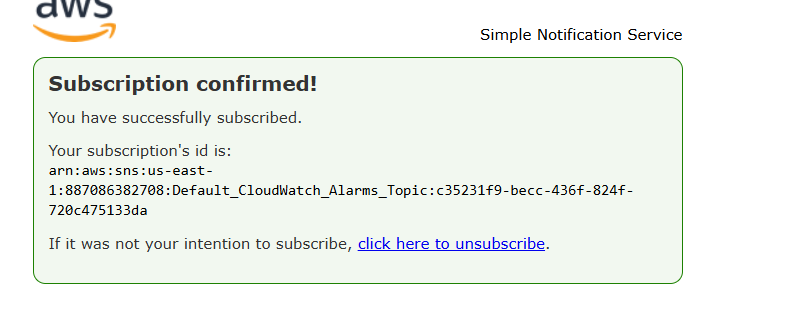 aws
Simple Notification Service
Subscription confirmed!
You have successfully subscribed.
Your subscription's id is:
arn:aws:sns:us-east-
1:887086382708:Default_CloudWatch_Alarms_Topic:c35231f9-becc-436f-824f-
720c475133da
If it was not your intention to subscribe, click here to unsubscribe.